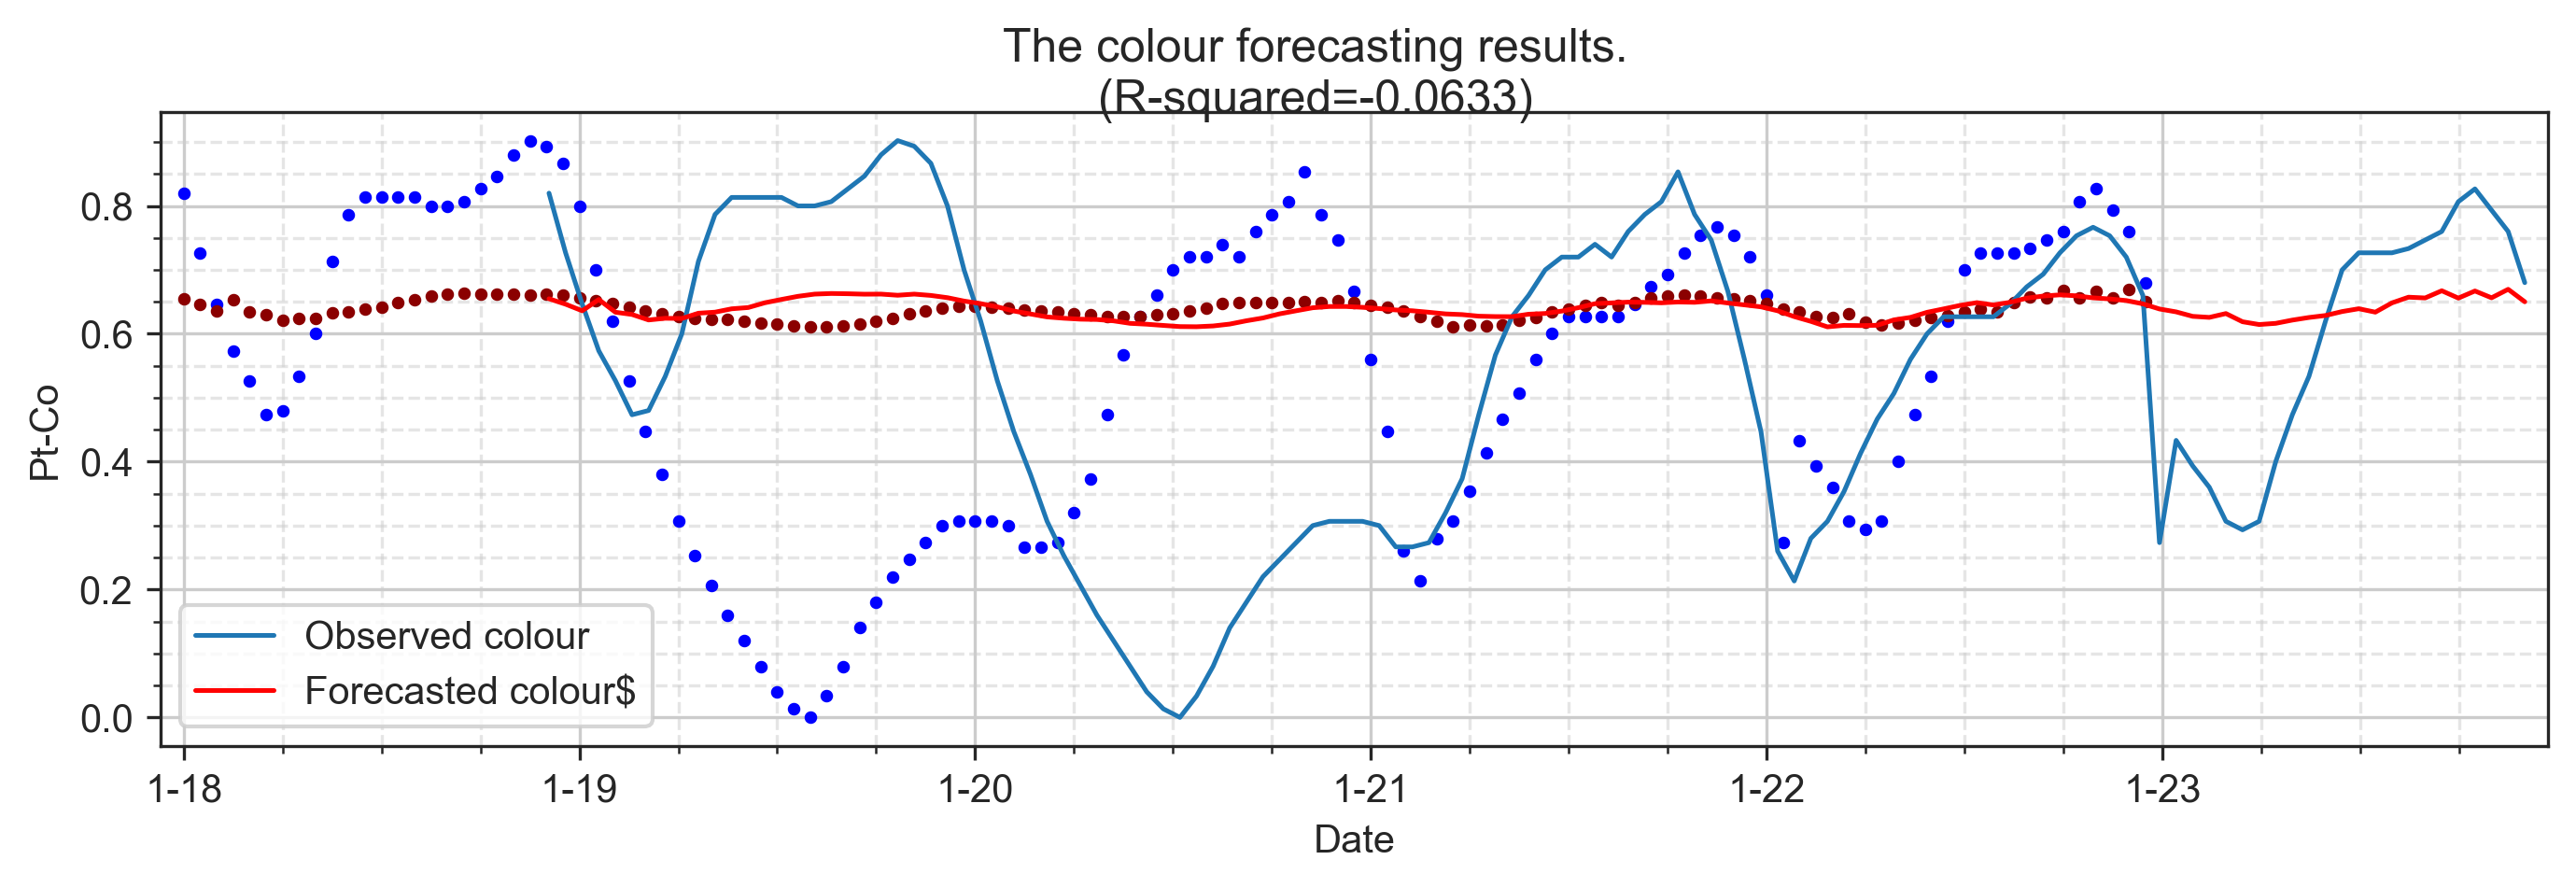 The colour forecasting results.
(R-squared=-0.0633)
Pt-Co
0.8
0.6
0.4
0.2
0.0
Observed colour
Forecasted colour$
1-18 1-19 1-20 1-21 1-22 1-23
Date